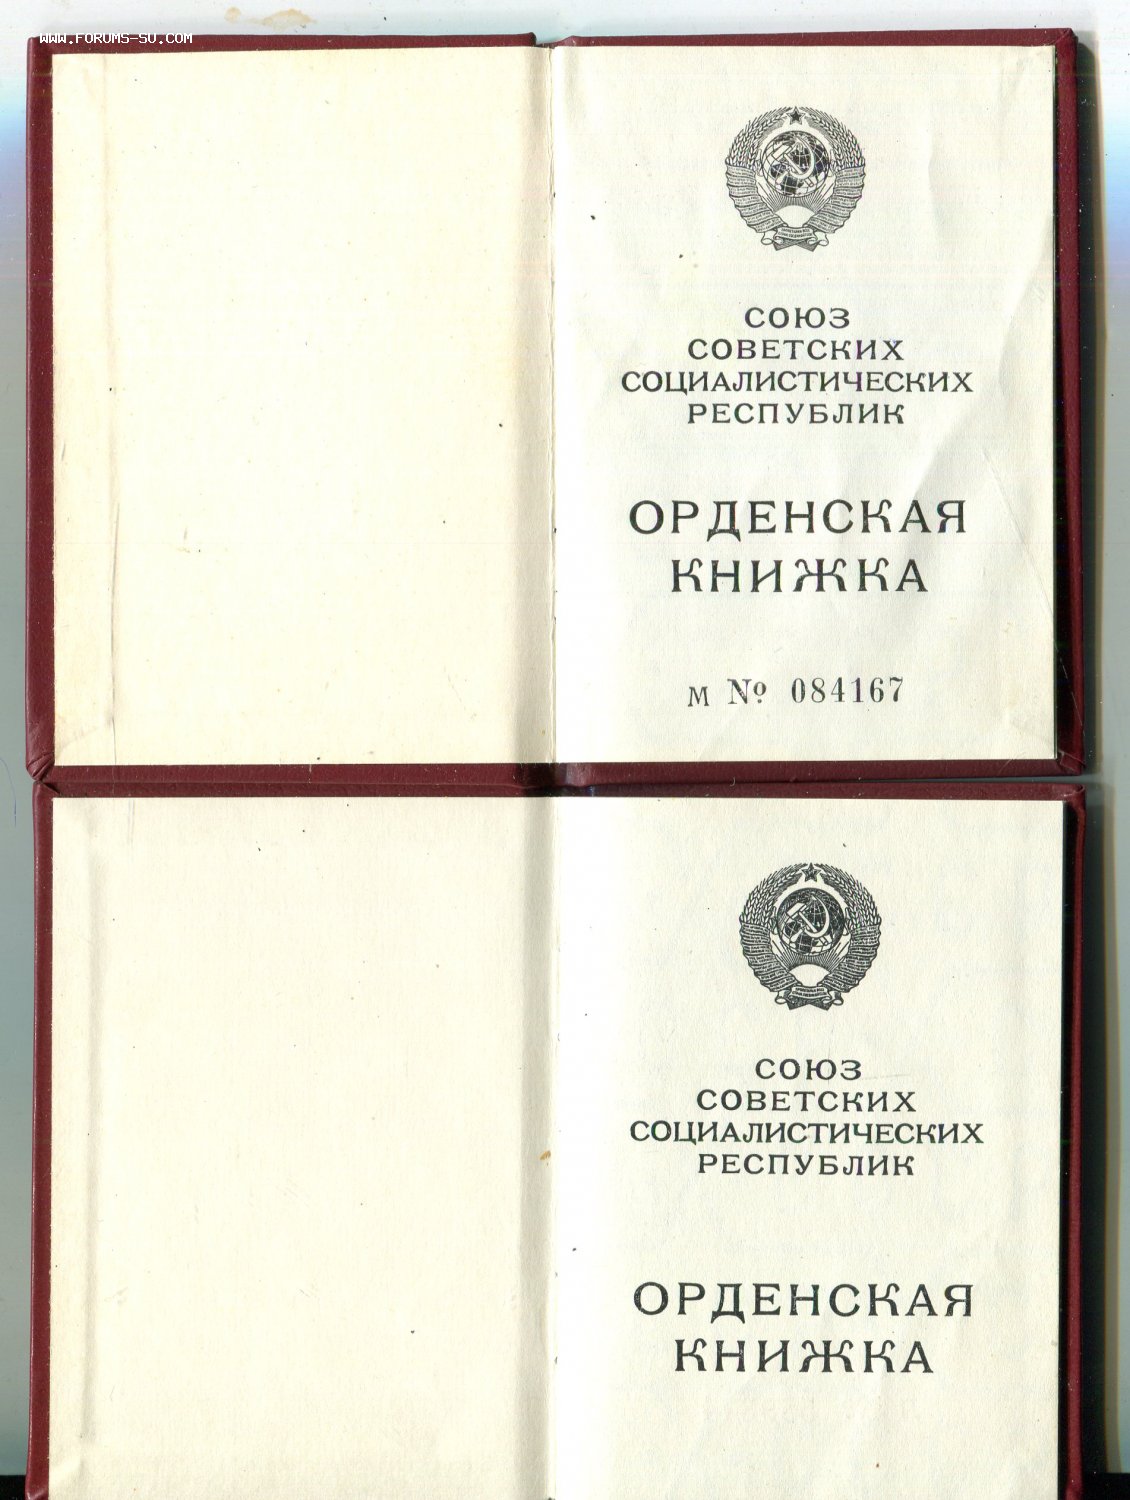 WWW.FORUMS-SU.COM
СОЮЗ
СОВЕТСКИХ
СОЦИАЛИСТИЧЕСКИХ
РЕСПУБЛИК
ОРДЕНСКАЯ
КНИЖКА
М № 084167
СОЮЗ
СОВЕТСКИХ
СОЦИАЛИСТИЧЕСКИХ
РЕСПУБЛИК
ОРДЕНСКАЯ
КНИЖКА